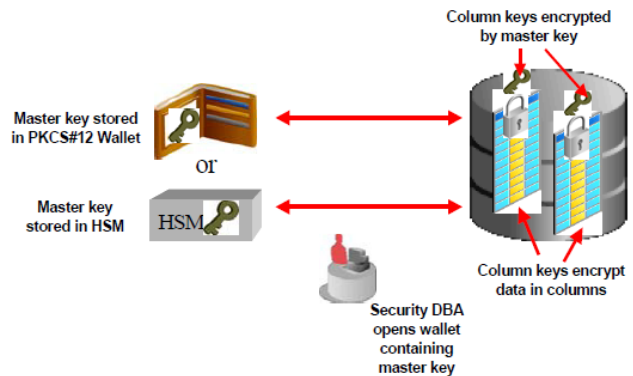 Column keys encrypted
by master key
Master key stored
in PKCS#12 Wallet
or
Master key
stored in HSM
HSM
Column keys encrypt
data in columns
Security DBA
opens wallet
containing
master key